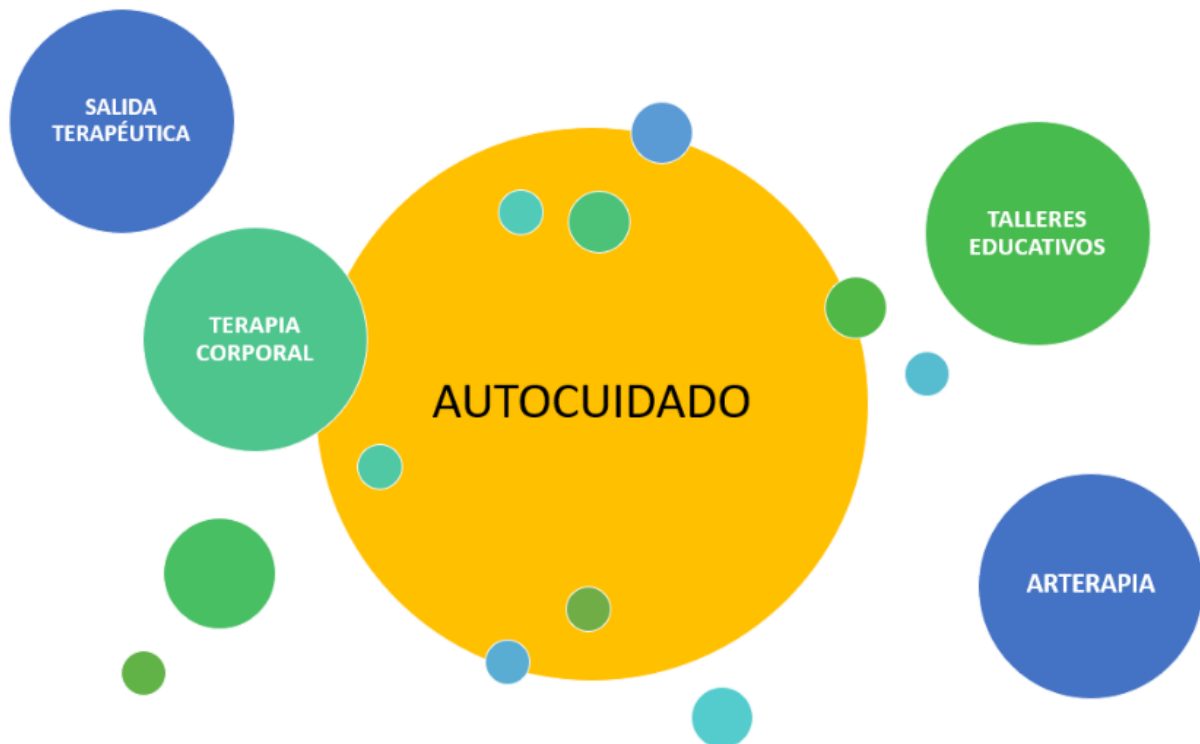 SALIDA
TERAPÉUTICA
TERAPIA
CORPORAL
AUTOCUIDADO
TALLERES
EDUCATIVOS
ARTERAPIA